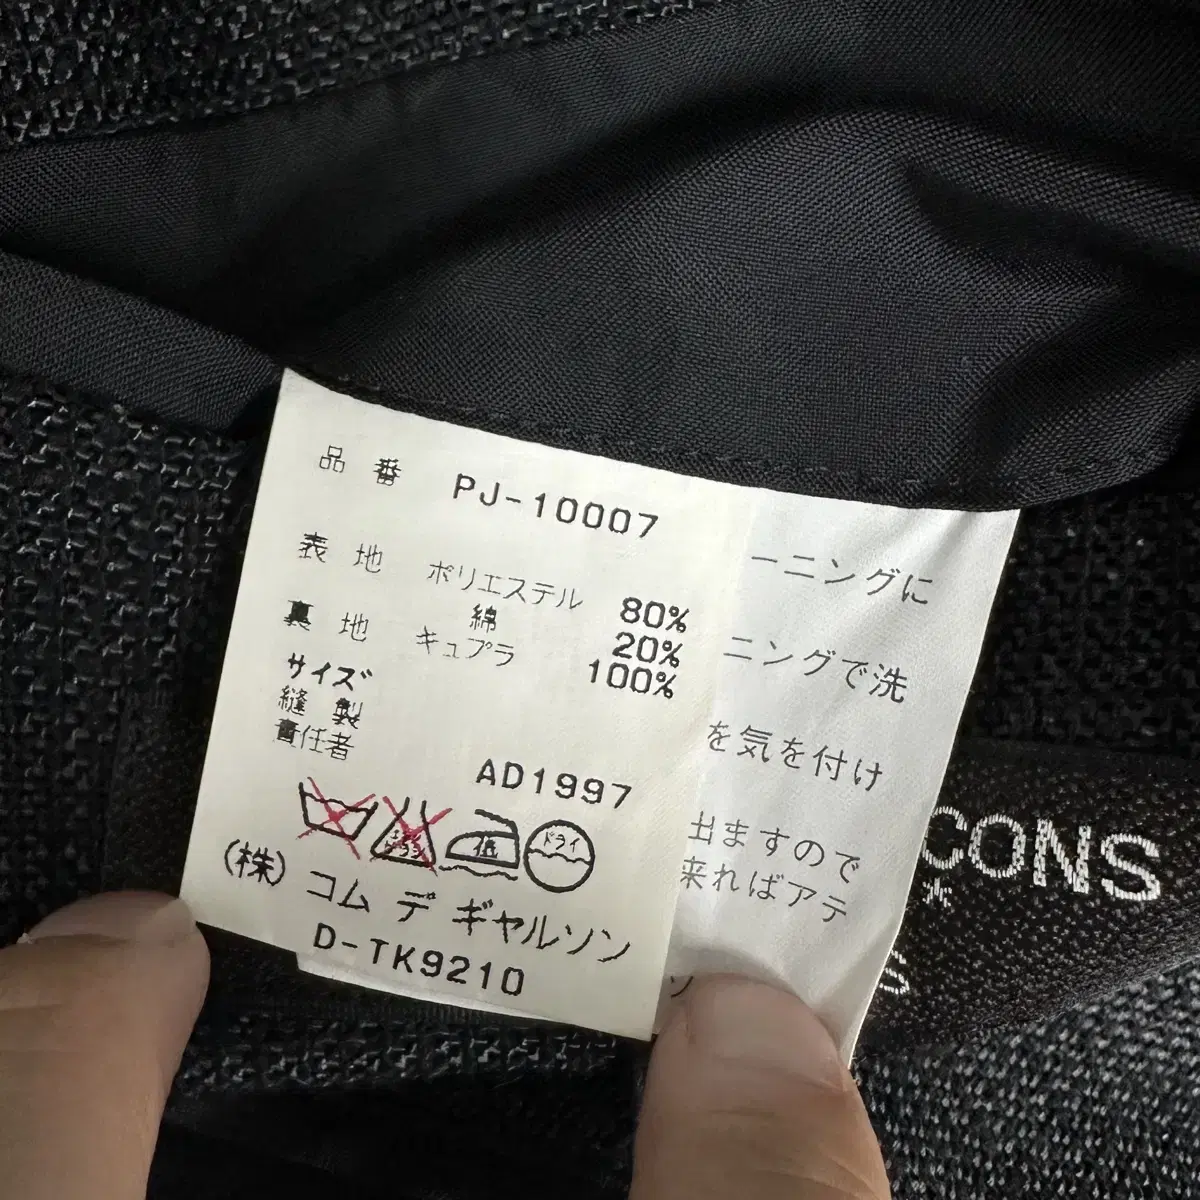 品番 PJ-10007
表地 ポリエステル 80%
綿 20%
裏地 キュプラ 100%
サイズ
縫製
責任者
AD1997
低 ドライ
(株) コム デ ギャルソン
D-TK9210
ーニングに
ニングで洗
を気を付け
出ますので
来ればアテ
CONS
*
S